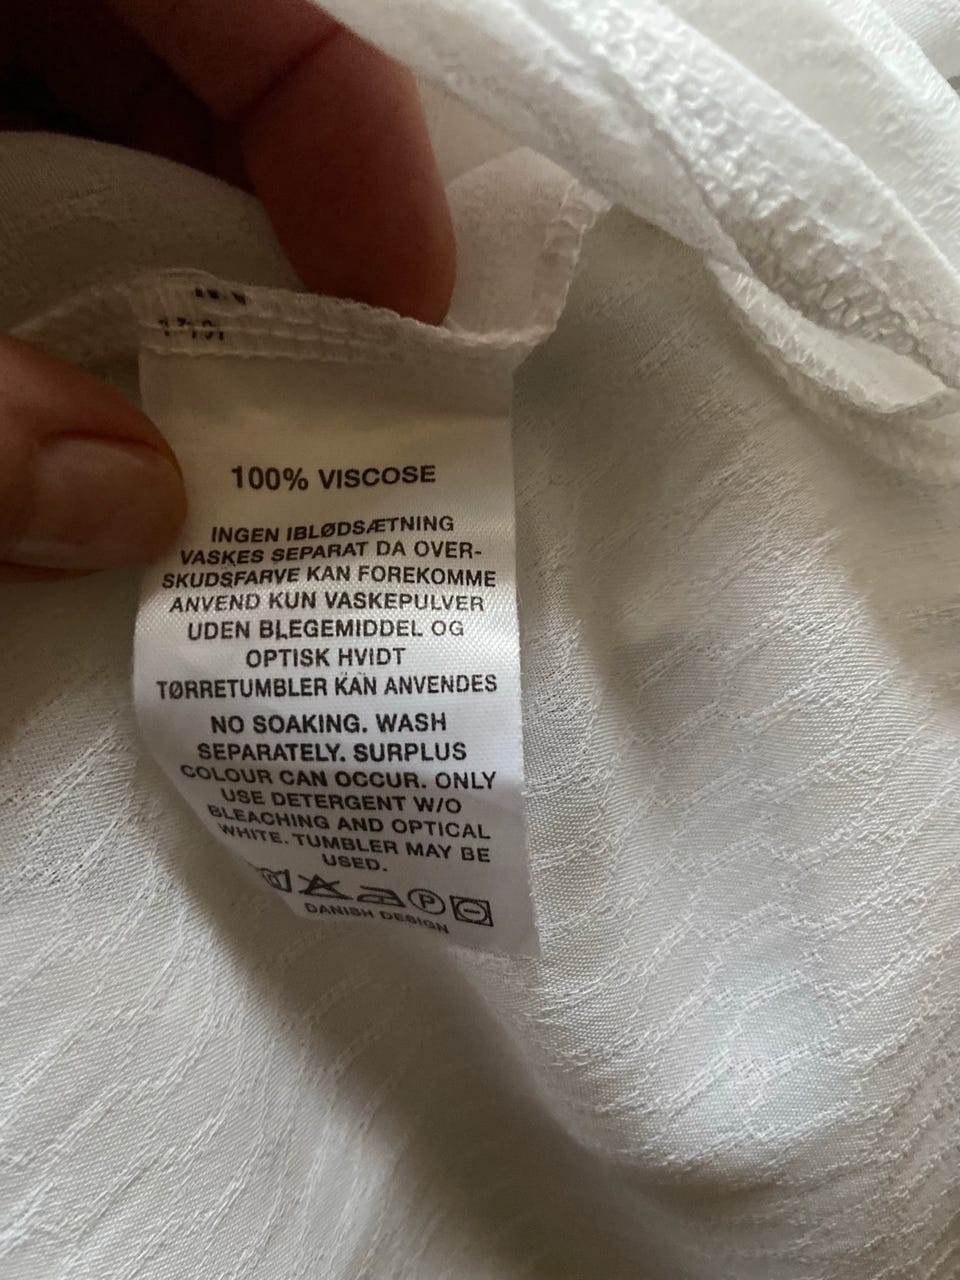 100% VISCOSE
INGEN IBLØDSÆTNING
VASKES SEPARAT DA OVER-
SKUDSFARVE KAN FOREKOMME
ANVEND KUN VASKEPULVER
UDEN BLEGEMIDDEL OG
OPTISK HVIDT
TØRRETUMBLER KAN ANVENDES
NO SOAKING. WASH
SEPARATELY. SURPLUS
COLOUR CAN OCCUR. ONLY
USE DETERGENT W/O
BLEACHING AND OPTICAL
WHITE. TUMBLER MAY BE
USED.
P
DANISH DESIGN